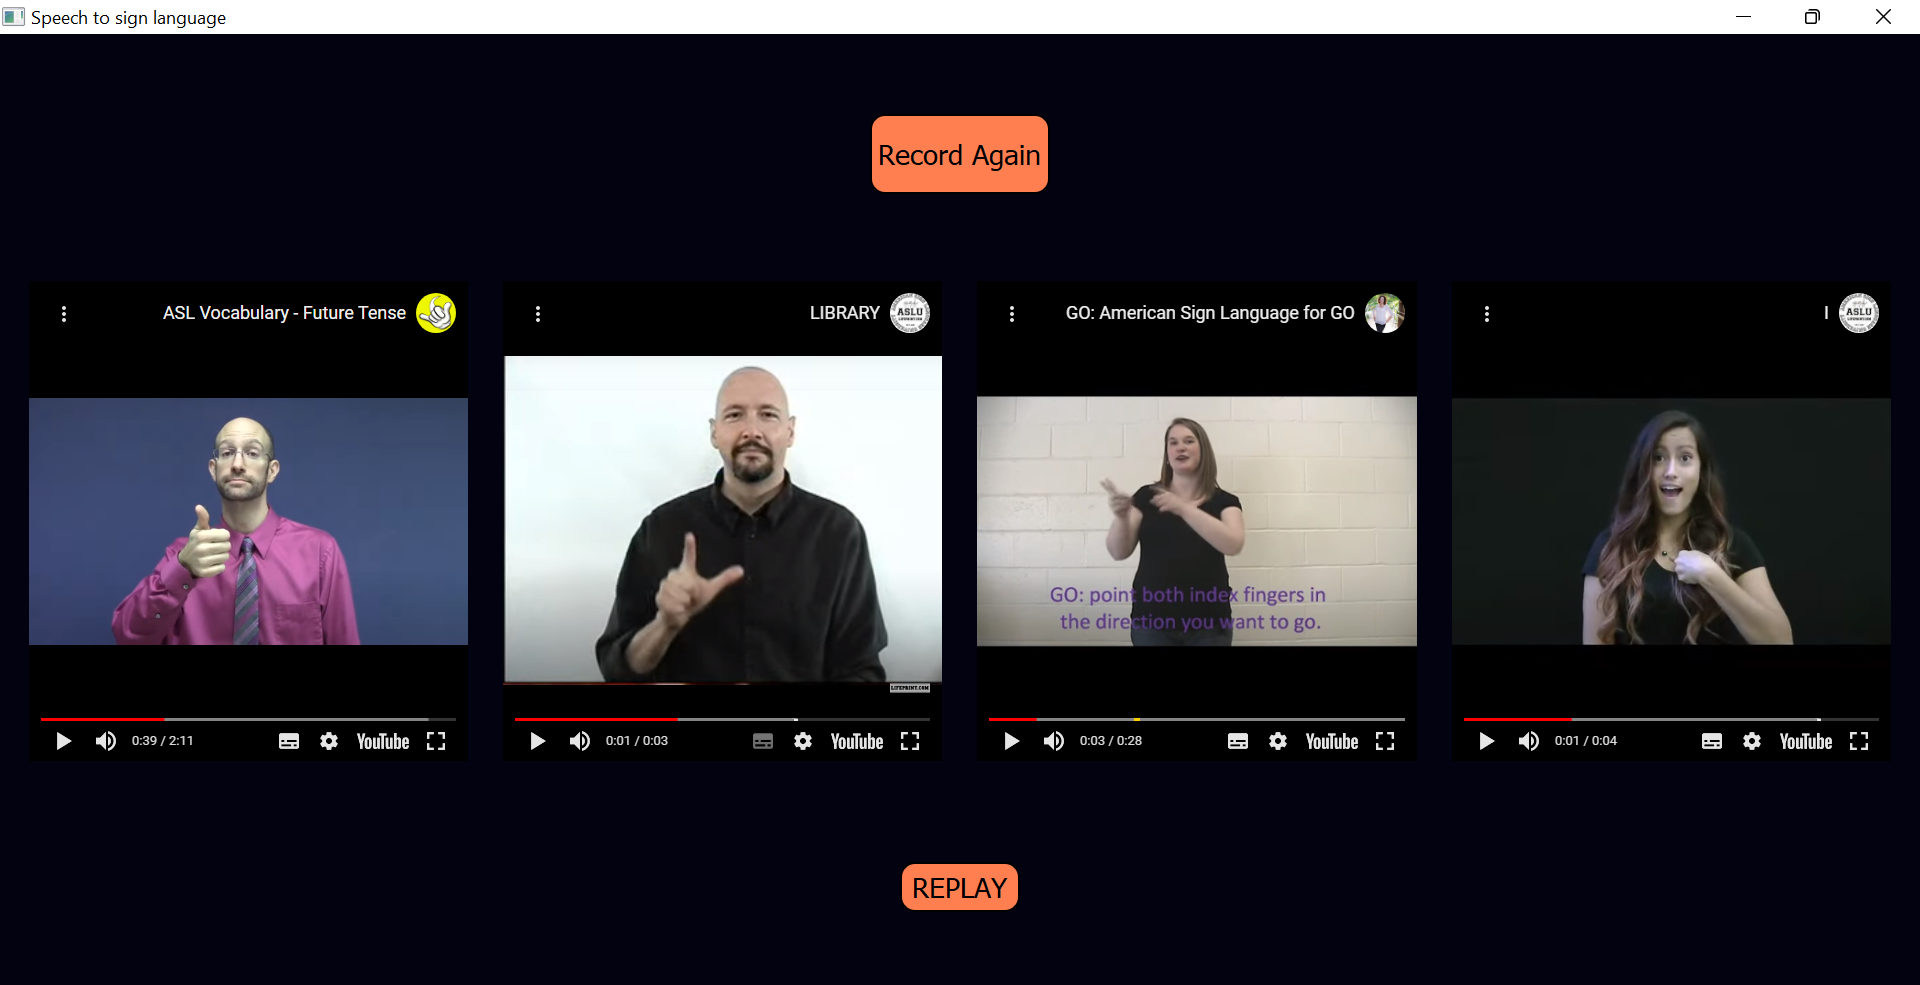 Speech to sign language
Record Again
ASL Vocabulary - Future Tense
0:39 / 2:11
YouTube
LIBRARY
ASLU
LIFEPRINT.COM
0:01 / 0:03
YouTube
GO: American Sign Language for GO
GO: point both index fingers in
the direction you want to go.
0:03 / 0:28
YouTube
I
ASLU
0:01 / 0:04
YouTube
REPLAY